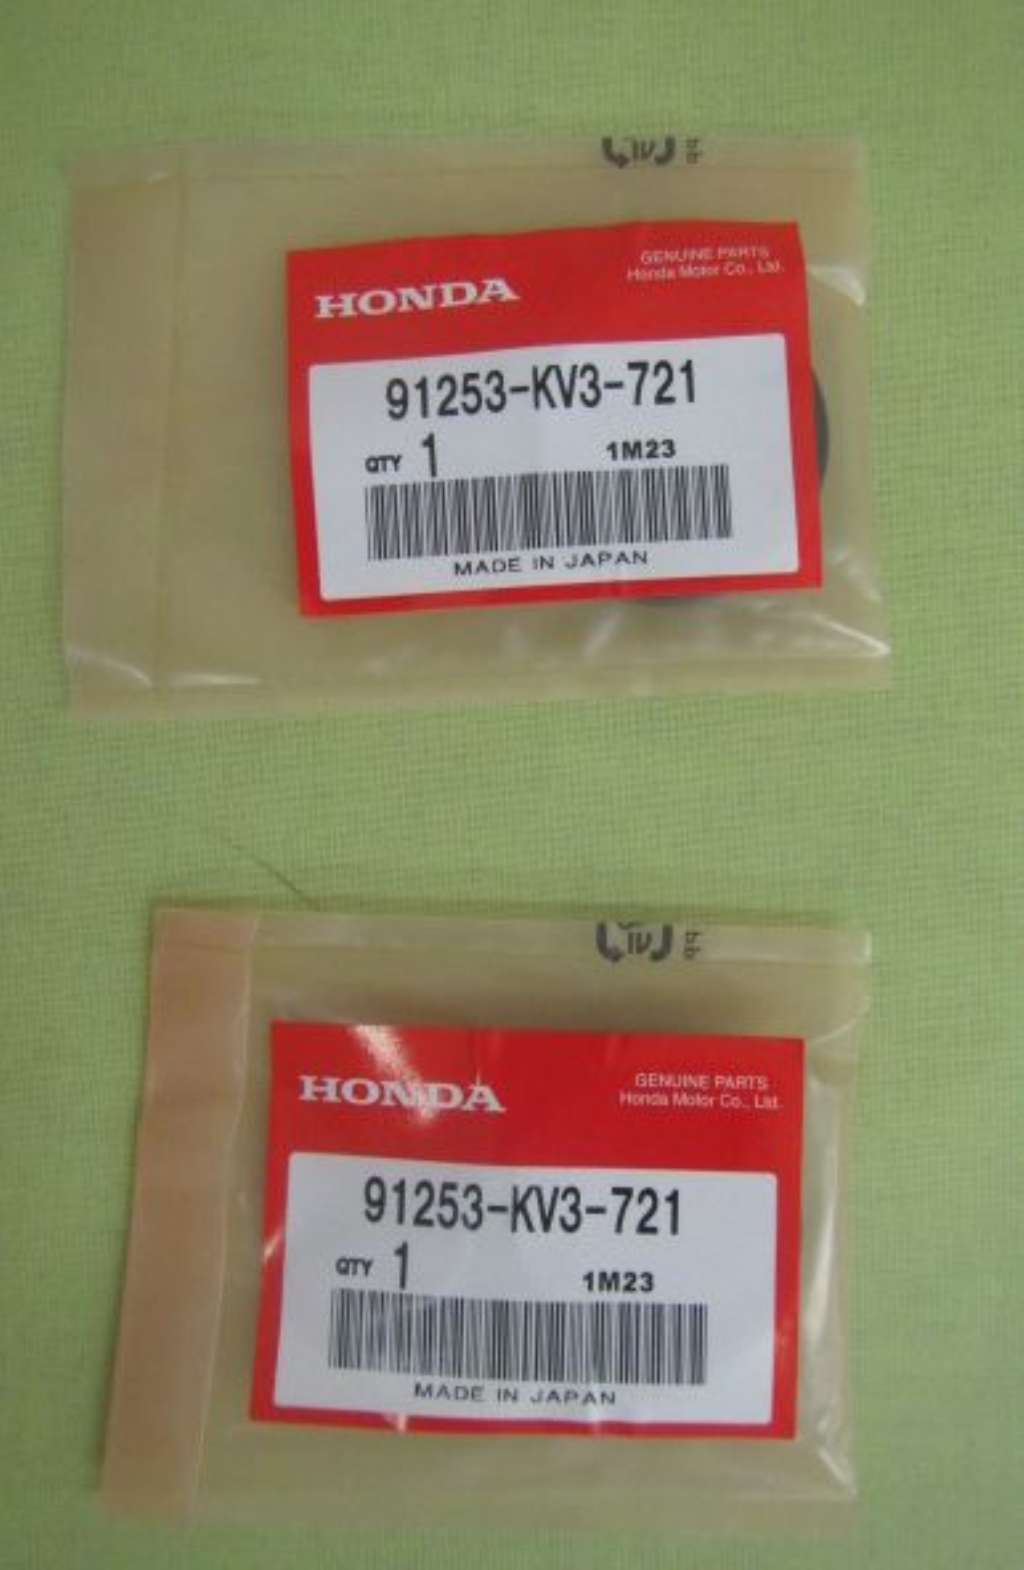 HONDA
GENUINE PARTS
Honda Motor Co., Ltd.
91253-KV3-721
QTY 1 1M23
MADE IN JAPAN
HONDA
GENUINE PARTS
Honda Motor Co., Ltd.
91253-KV3-721
QTY 1 1M23
MADE IN JAPAN